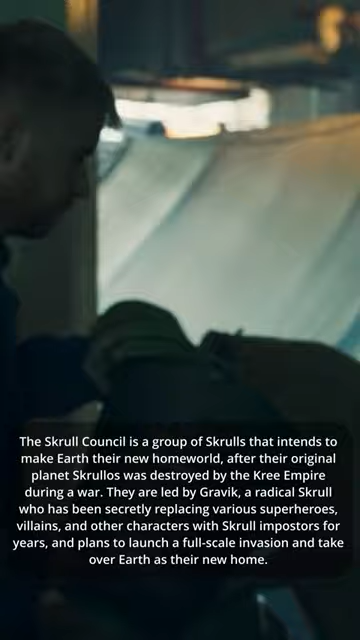 The Skrull Council is a group of Skrulls that intends to
make Earth their new homeworld, after their original
planet Skrullos was destroyed by the Kree Empire
during a war. They are led by Gravik, a radical Skrull
who has been secretly replacing various superheroes,
villains, and other characters with Skrull impostors for
years, and plans to launch a full-scale invasion and take
over Earth as their new home.